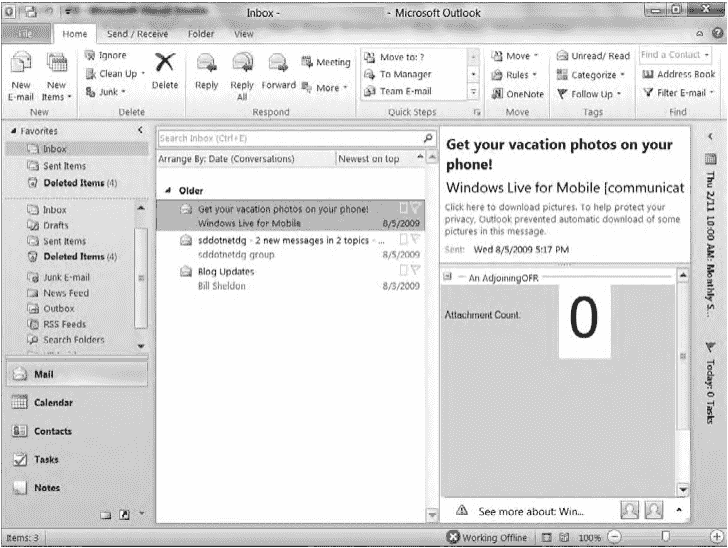 Inbox - - Microsoft Outlook
File Home Send / Receive Folder View
New E-mail
New Items
New
Ignore
Clean Up
Junk
Delete
Delete
Reply
Reply All
Forward
Meeting
More
Respond
Move to: ?
To Manager
Team E-mail
Quick Steps
Move
Rules
OneNote
Move
Unread/ Read
Categorize
Follow Up
Tags
Find a Contact
Address Book
Filter E-mail
Find
Favorites
Inbox
Sent Items
Deleted Items (4)
Inbox
Drafts
Sent Items
Deleted Items (4)
Junk E-mail
News Feed
Outbox
RSS Feeds
Search Folders
Mail
Calendar
Contacts
Tasks
Notes
Search Inbox (Ctrl+E)
Arrange By: Date (Conversations) Newest on top
Older
Get your vacation photos on your phone!
Windows Live for Mobile 8/5/2009
sddotnetdg - 2 new messages in 2 topics - ...
sddotnetdg group 8/5/2009
Blog Updates
Bill Sheldon 8/3/2009
Get your vacation photos on your
phone!
Windows Live for Mobile [communicat
Click here to download pictures. To help protect your
privacy, Outlook prevented automatic download of some
pictures in this message.
Sent: Wed 8/5/2009 5:17 PM
An AdjoiningOFR
Attachment Count: 0
See more about: Win...
Thu 2/11 10:00 AM: Monthly S...
Today: 0 Tasks
Items: 3
Working Offline
100%